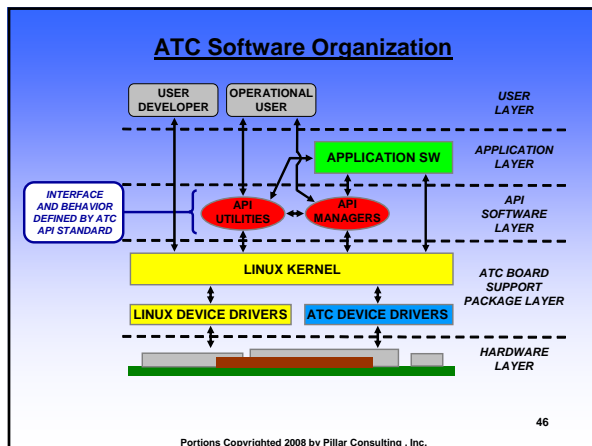 ATC Software Organization
USER
DEVELOPER
OPERATIONAL
USER
USER
LAYER
APPLICATION SW
APPLICATION
LAYER
INTERFACE
AND BEHAVIOR
DEFINED BY ATC
API STANDARD
API
UTILITIES
API
MANAGERS
API
SOFTWARE
LAYER
LINUX KERNEL
ATC BOARD
SUPPORT
PACKAGE LAYER
LINUX DEVICE DRIVERS
ATC DEVICE DRIVERS
HARDWARE
LAYER
46
Portions Copyrighted 2008 by Pillar Consulting , Inc.